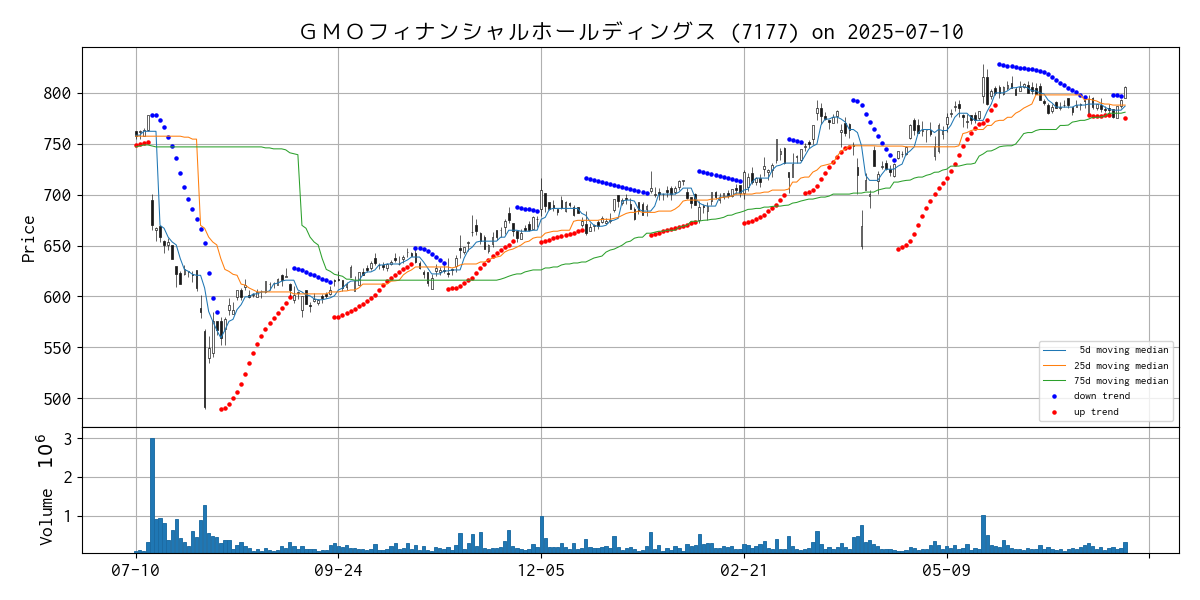 ＧＭＯフィナンシャルホールディングス (7177) on 2025-07-10
Price
800
750
700
650
600
550
500
5d moving median
25d moving median
75d moving median
down trend
up trend
Volume 10^6
3
2
1
07-10 09-24 12-05 02-21 05-09